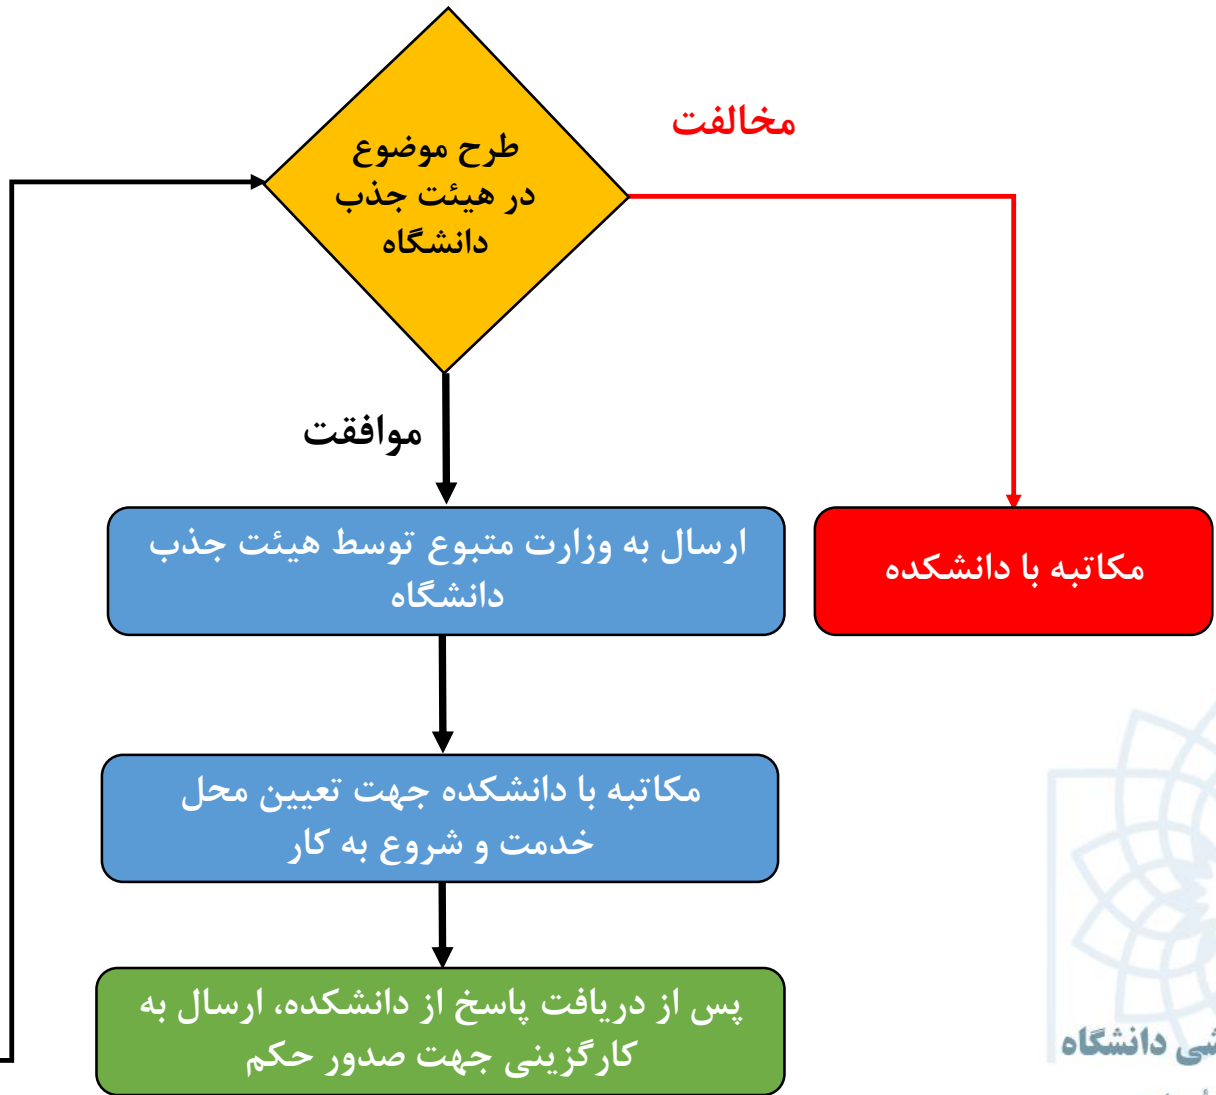 طرح موضوع
در هیئت جذب
دانشگاه
مخالفت
موافقت
ارسال به وزارت متبوع توسط هیئت جذب
دانشگاه
مکاتبه با دانشکده
مکاتبه با دانشکده جهت تعیین محل
خدمت و شروع به کار
پس از دریافت پاسخ از دانشکده، ارسال به
کارگزینی جهت صدور حکم
دانشگاه